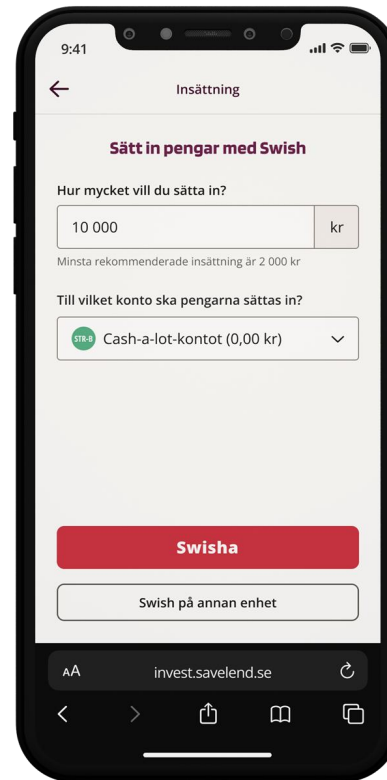 9:41
Insättning
Sätt in pengar med Swish
Hur mycket vill du sätta in?
10 000 kr
Minsta rekommenderade insättning är 2 000 kr
Till vilket konto ska pengarna sättas in?
STR-B Cash-a-lot-kontot (0,00 kr)
Swisha
Swish på annan enhet
AA invest.savelend.se